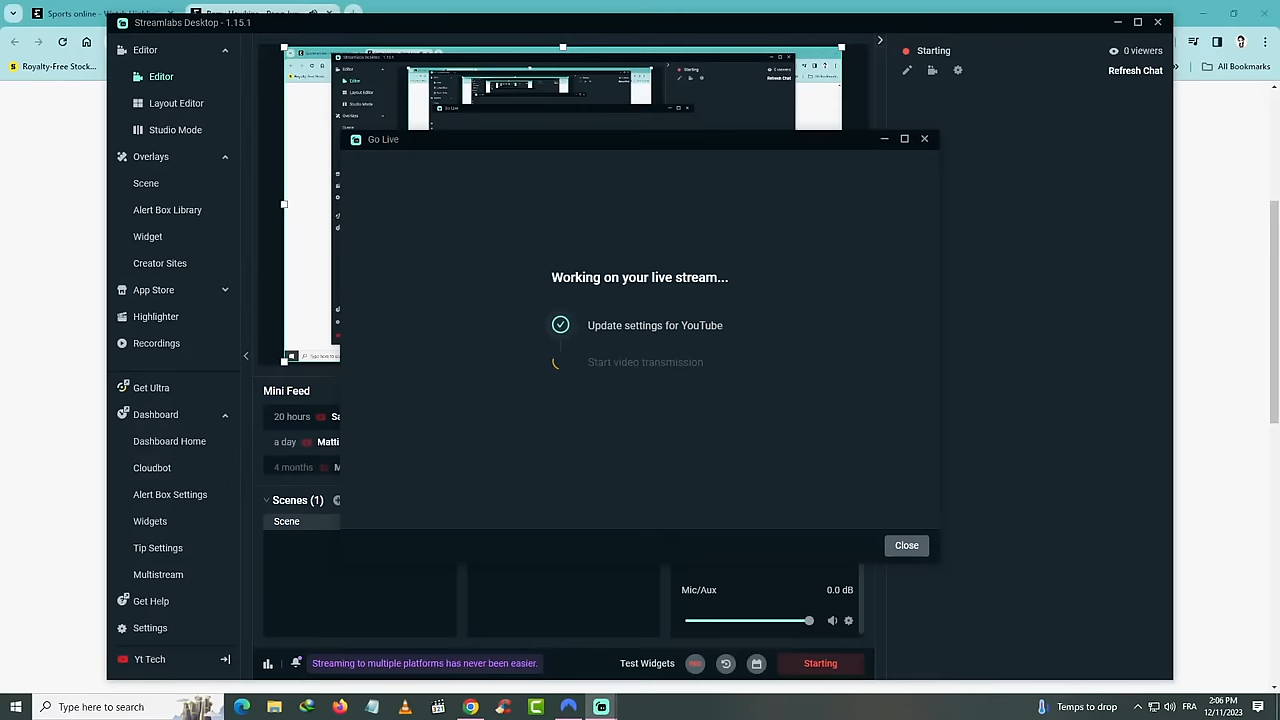 Sports online
Streamlabs Desktop - 1.15.1
Royalty-Free Stoc
All Bookmarks
Editor
Editor
Layout Editor
Studio Mode
Overlays
Scene
Alert Box Library
Widget
Creator Sites
App Store
Highlighter
Recordings
Get Ultra
Dashboard
Dashboard Home
Cloudbot
Alert Box Settings
Widgets
Tip Settings
Multistream
Get Help
Settings
Yt Tech
Starting
0 viewers
Refresh Chat
Go Live
Working on your live stream...
Update settings for YouTube
Start video transmission
Close
Mini Feed
20 hours
a day Matti
4 months
Scenes (1)
Scene
Mic/Aux 0.0 dB
Streaming to multiple platforms has never been easier.
Test Widgets
REC
Starting
Type here to search
Temps to drop
FRA
2:06 PM
12/11/2023